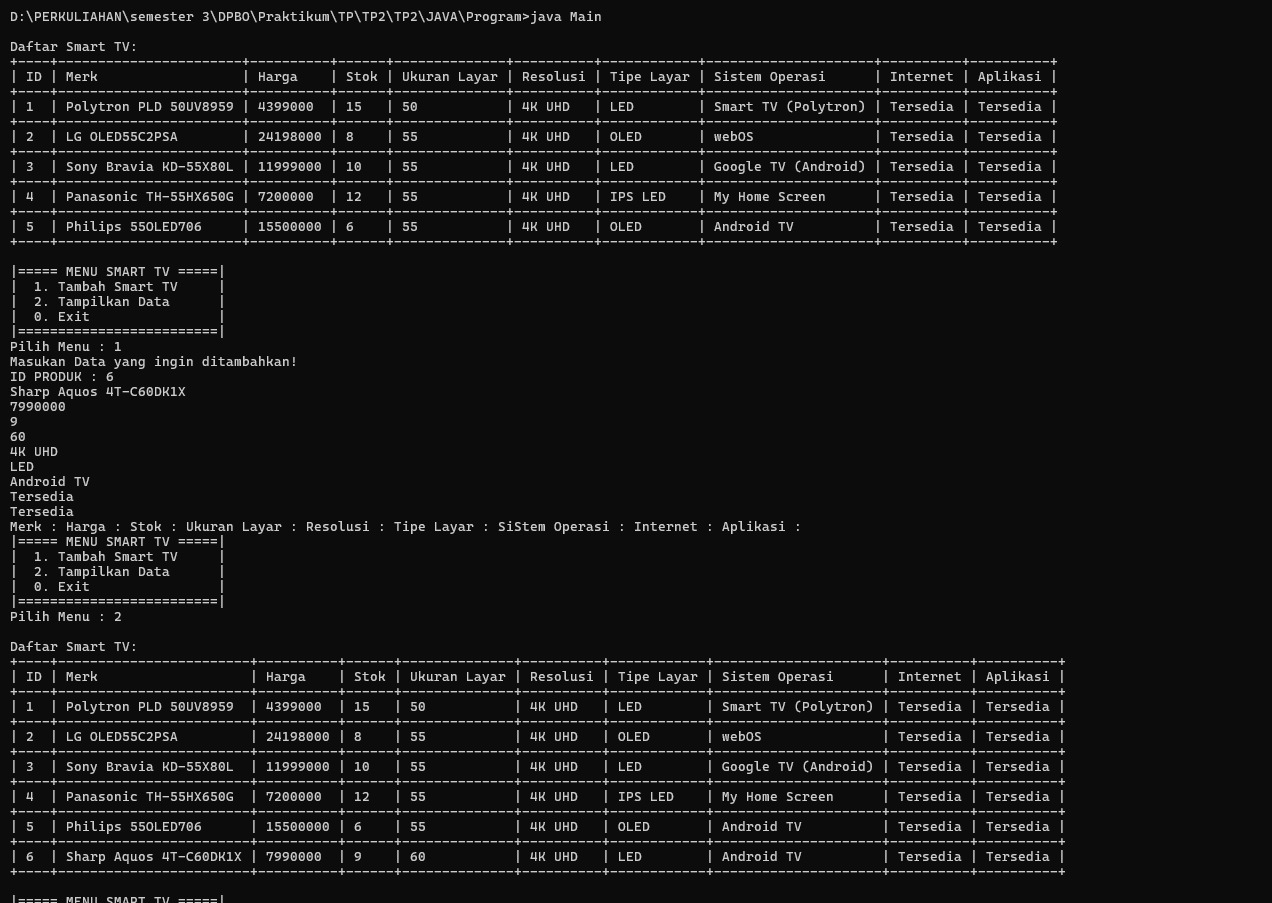 D:\PERKULIAHAN\semester 3\DPBO\Praktikum\TP\TP2\TP2\JAVA\Program>java Main
Daftar Smart TV:
+----+-----------------------+----------+------+--------------+----------+------------+--------------------+----------+----------+
| ID | Merk                  | Harga    | Stok | Ukuran Layar | Resolusi | Tipe Layar | Sistem Operasi      | Internet | Aplikasi |
+----+-----------------------+----------+------+--------------+----------+------------+---------------------+----------+----------+
| 1  | Polytron PLD 50UV8959 | 4399000  | 15   | 50           | 4K UHD   | LED        | Smart TV (Polytron) | Tersedia | Tersedia |
+----+-----------------------+----------+------+--------------+----------+------------+---------------------+----------+----------+
| 2  | LG OLED55C2PSA        | 24198000 | 8    | 55           | 4K UHD   | OLED       | webOS               | Tersedia | Tersedia |
+----+-----------------------+----------+------+--------------+----------+------------+---------------------+----------+----------+
| 3  | Sony Bravia KD-55X80L | 11999000 | 10   | 55           | 4K UHD   | LED        | Google TV (Android) | Tersedia | Tersedia |
+----+-----------------------+----------+------+--------------+----------+------------+---------------------+----------+----------+
| 4  | Panasonic TH-55HX650G | 7200000  | 12   | 55           | 4K UHD   | IPS LED    | My Home Screen      | Tersedia | Tersedia |
+----+-----------------------+----------+------+--------------+----------+------------+---------------------+----------+----------+
| 5  | Philips 55OLED706     | 15500000 | 6    | 55           | 4K UHD   | OLED       | Android TV          | Tersedia | Tersedia |
+----+-----------------------+----------+------+--------------+----------+------------+---------------------+----------+----------+
|===== MENU SMART TV =====|
|  1. Tambah Smart TV     |
|  2. Tampilkan Data      |
|  0. Exit                |
|=========================|
Pilih Menu : 1
Masukan Data yang ingin ditambahkan!
ID PRODUK : 6
Sharp Aquos 4T-C60DK1X
7990000
9
60
4K UHD
LED
Android TV
Tersedia
Tersedia
Merk : Harga : Stok : Ukuran Layar : Resolusi : Tipe Layar : SiStem Operasi : Internet : Aplikasi :
|===== MENU SMART TV =====|
|  1. Tambah Smart TV     |
|  2. Tampilkan Data      |
|  0. Exit                |
|=========================|
Pilih Menu : 2
Daftar Smart TV:
+----+------------------------+----------+------+--------------+----------+------------+---------------------+----------+----------+
| ID | Merk                   | Harga    | Stok | Ukuran Layar | Resolusi | Tipe Layar | Sistem Operasi      | Internet | Aplikasi |
+----+------------------------+----------+------+--------------+----------+------------+---------------------+----------+----------+
| 1  | Polytron PLD 50UV8959  | 4399000  | 15   | 50           | 4K UHD   | LED        | Smart TV (Polytron) | Tersedia | Tersedia |
+----+------------------------+----------+------+--------------+----------+------------+---------------------+----------+----------+
| 2  | LG OLED55C2PSA         | 24198000 | 8    | 55           | 4K UHD   | OLED       | webOS               | Tersedia | Tersedia |
+----+------------------------+----------+------+--------------+----------+------------+---------------------+----------+----------+
| 3  | Sony Bravia KD-55X80L  | 11999000 | 10   | 55           | 4K UHD   | LED        | Google TV (Android) | Tersedia | Tersedia |
+----+------------------------+----------+------+--------------+----------+------------+---------------------+----------+----------+
| 4  | Panasonic TH-55HX650G  | 7200000  | 12   | 55           | 4K UHD   | IPS LED    | My Home Screen      | Tersedia | Tersedia |
+----+------------------------+----------+------+--------------+----------+------------+---------------------+----------+----------+
| 5  | Philips 55OLED706      | 15500000 | 6    | 55           | 4K UHD   | OLED       | Android TV          | Tersedia | Tersedia |
+----+------------------------+----------+------+--------------+----------+------------+---------------------+----------+----------+
| 6  | Sharp Aquos 4T-C60DK1X | 7990000  | 9    | 60           | 4K UHD   | LED        | Android TV          | Tersedia | Tersedia |
+----+------------------------+----------+------+--------------+----------+------------+---------------------+----------+----------+
|===== MENU SMART TV =====|